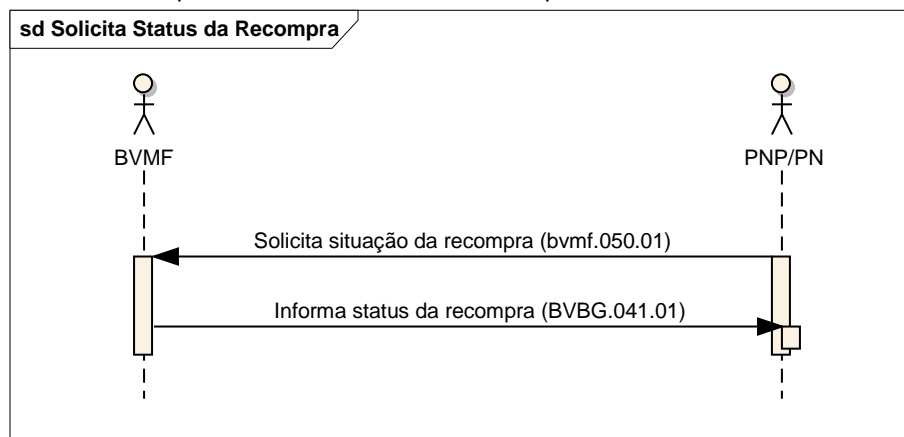 sd Solicita Status da Recompra
BVMF
PNP/PN
Solicita situação da recompra (bvmf.050.01)
Informa status da recompra (BVBG.041.01)